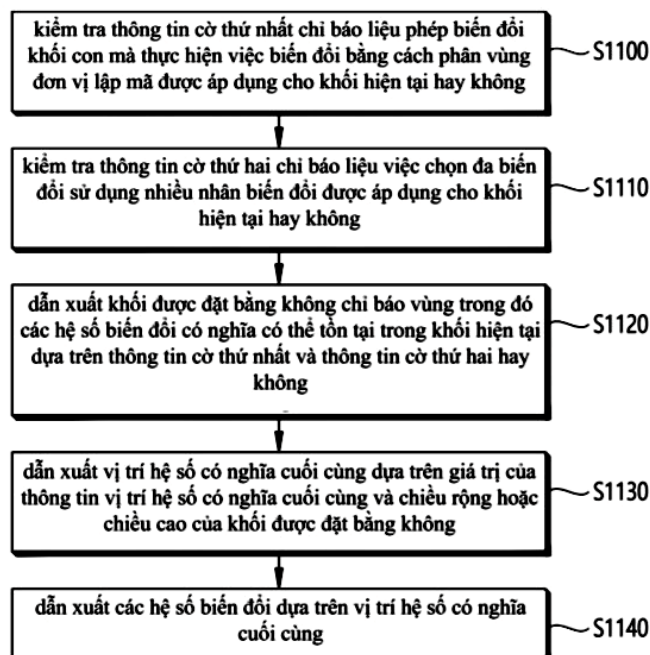 kiểm tra thông tin cờ thứ nhất chỉ báo liệu phép biến đổi
khối con mà thực hiện việc biến đổi bằng cách phân vùng
đơn vị lập mã được áp dụng cho khối hiện tại hay không
S1100
kiểm tra thông tin cờ thứ hai chỉ báo liệu việc chọn đa biến
đổi sử dụng nhiều nhân biến đổi được áp dụng cho khối
hiện tại hay không
S1110
dẫn xuất khối được đặt bằng không chỉ báo vùng trong đó
các hệ số biến đổi có nghĩa có thể tồn tại trong khối hiện tại
dựa trên thông tin cờ thứ nhất và thông tin cờ thứ hai hay
không
S1120
dẫn xuất vị trí hệ số có nghĩa cuối cùng dựa trên giá trị của
thông tin vị trí hệ số có nghĩa cuối cùng và chiều rộng hoặc
chiều cao của khối được đặt bằng không
S1130
dẫn xuất các hệ số biến đổi dựa trên vị trí hệ số có nghĩa
cuối cùng
S1140